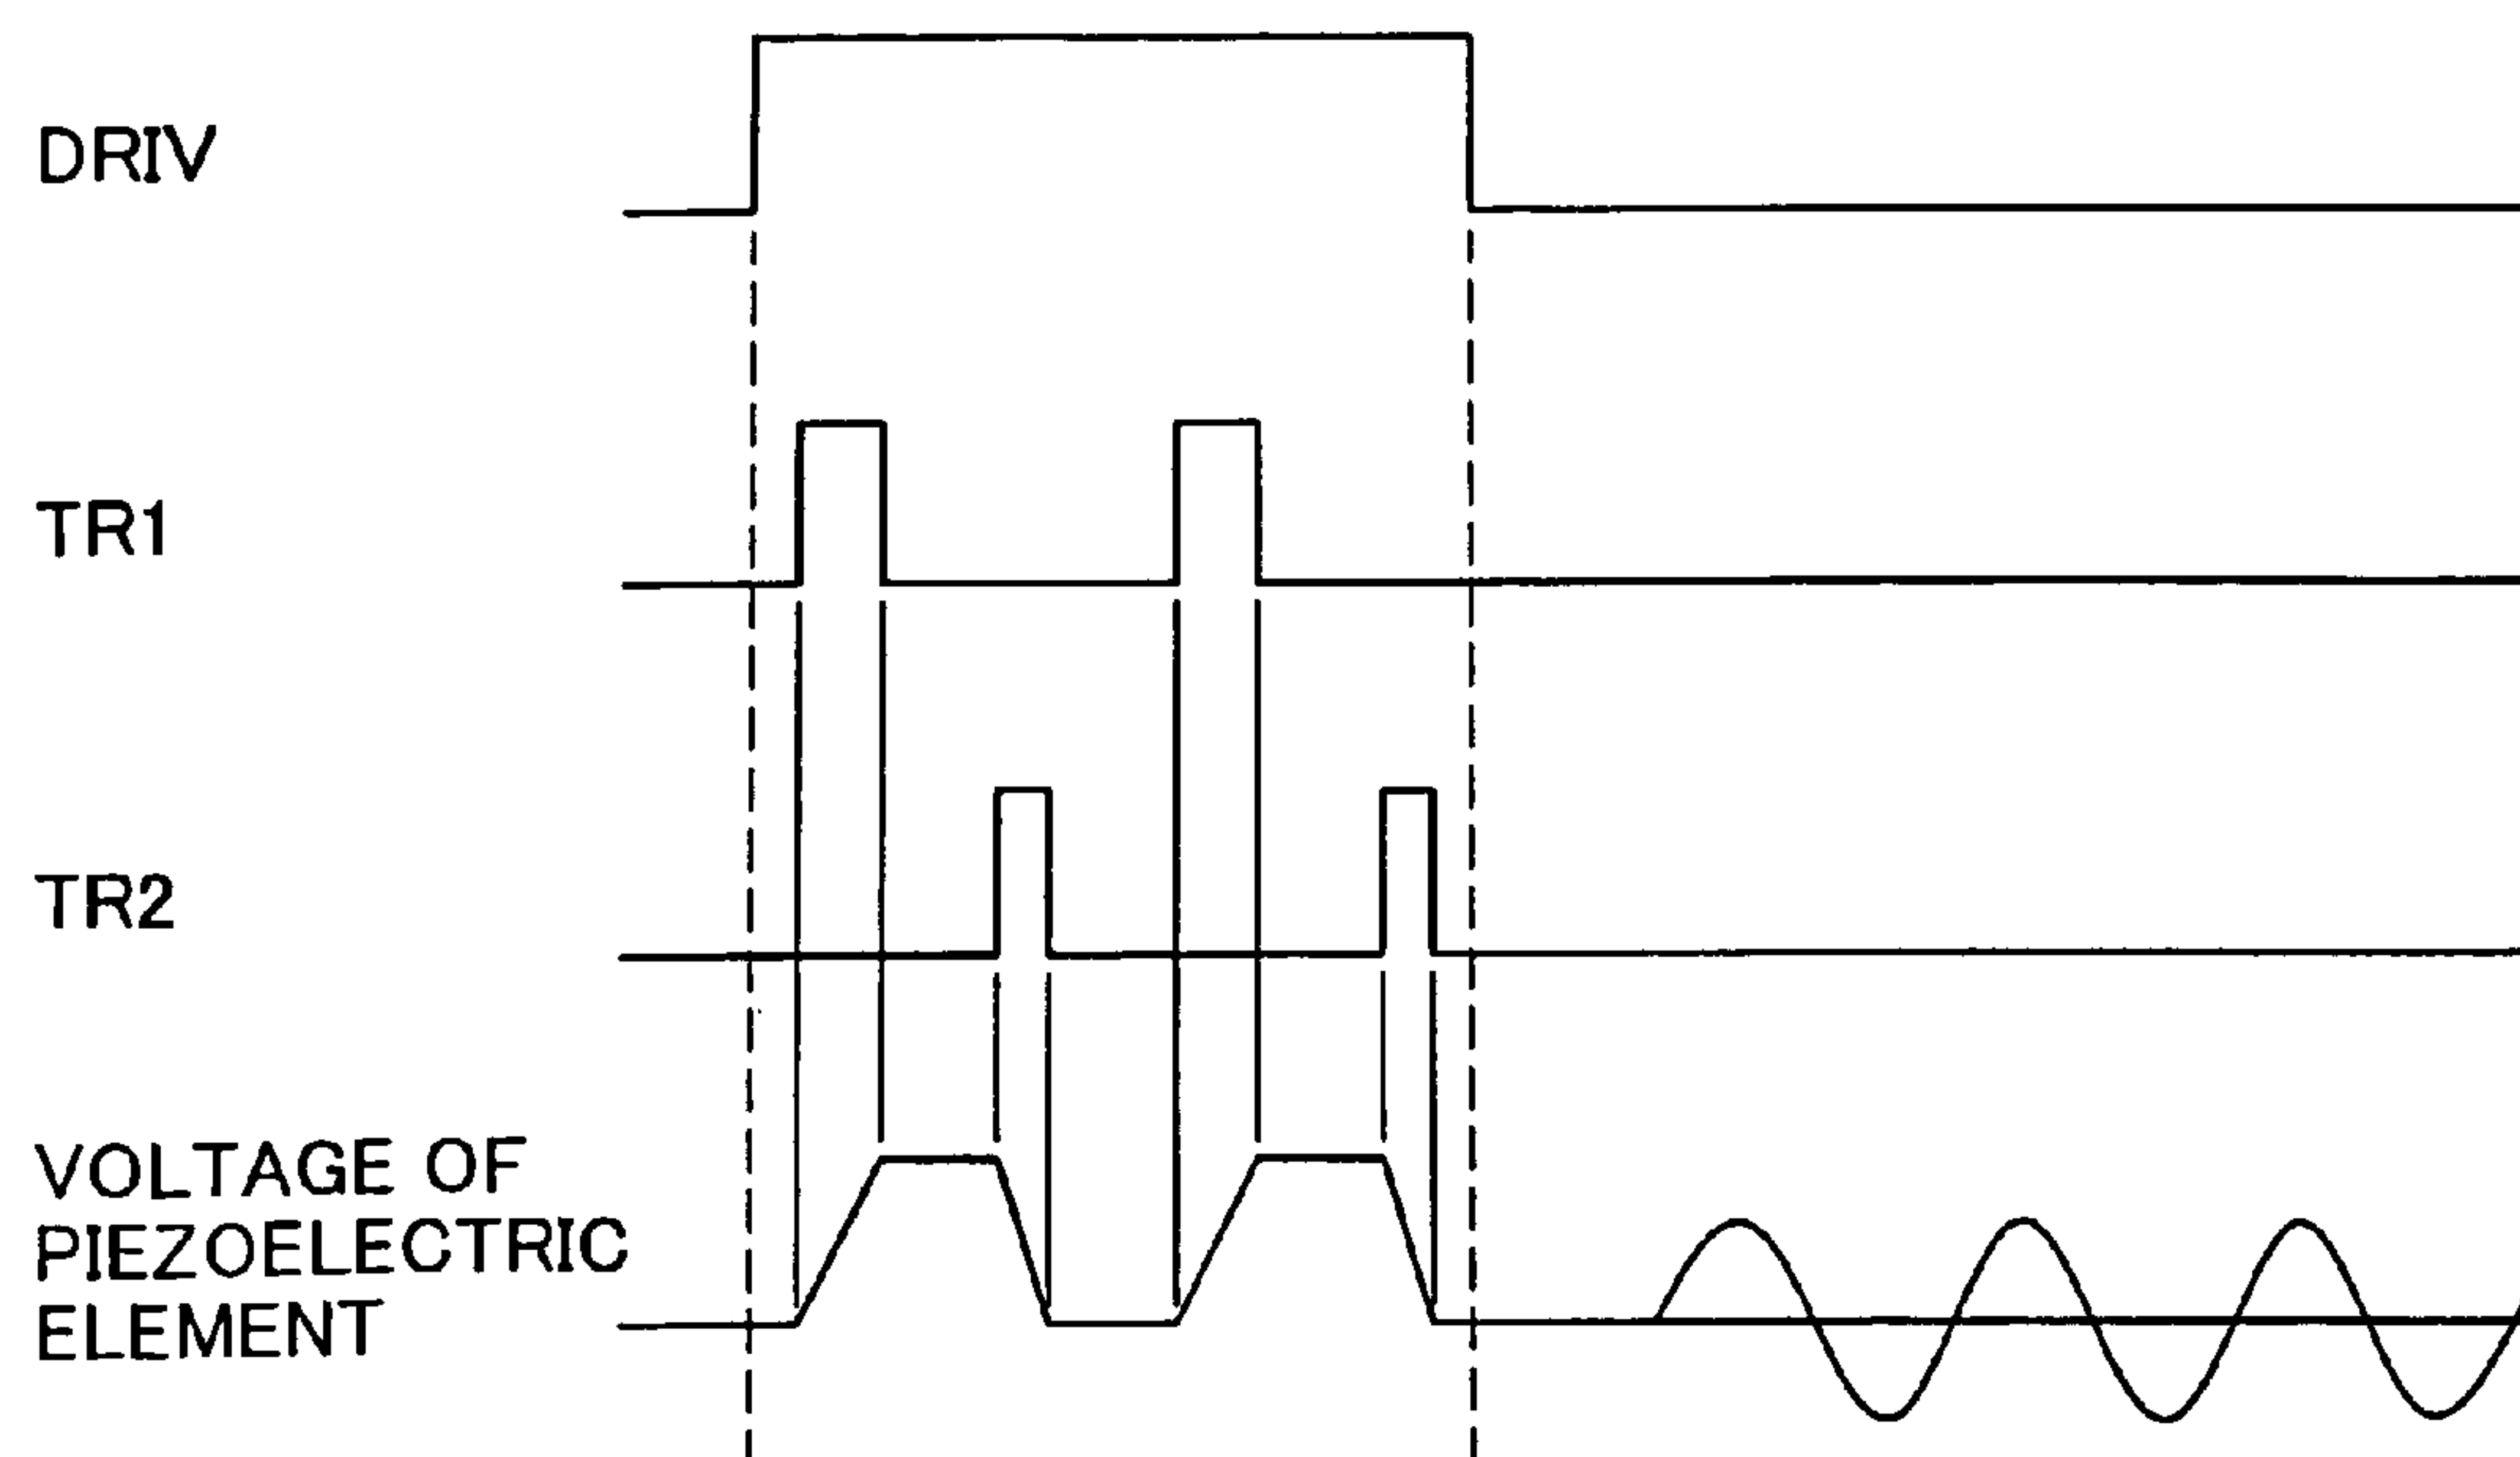 DRIV
TR1
TR2
VOLTAGE OF
PIEZOELECTRIC
ELEMENT